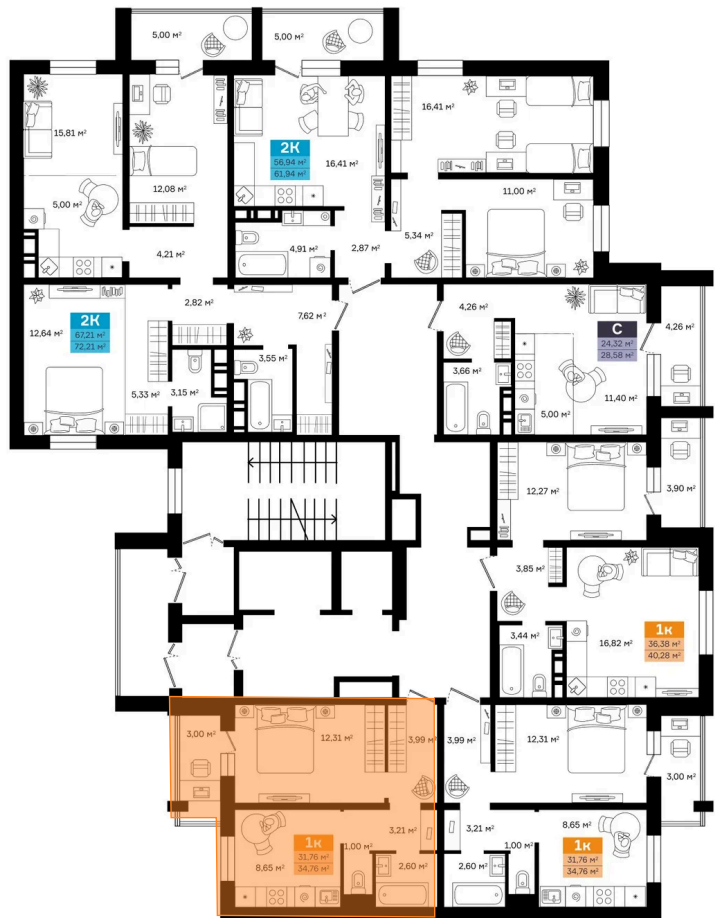 5,00 м²
5,00 м²
15,81 м²
16,41 м²
2К
56,94 м²
61,94 м²
16,41 м²
12,08 м²
11,00 м²
5,00 м²
5,34 м²
4,21 м²
4,91 м²
2,87 м²
2,82 м²
7,62 м²
4,26 м²
2К
67,21 м²
72,21 м²
12,64 м²
С
24,32 м²
28,58 м²
4,26 м²
3,55 м²
3,66 м²
5,33 м²
3,15 м²
11,40 м²
5,00 м²
12,27 м²
3,90 м²
3,85 м²
1к
36,38 м²
40,28 м²
3,44 м²
16,82 м²
3,00 м²
12,31 м²
3,99 м²
3,99 м²
12,31 м²
3,00 м²
3,21 м²
3,21 м²
8,65 м²
1к
31,76 м²
34,76 м²
1,00 м²
1,00 м²
1к
31,76 м²
34,76 м²
8,65 м²
2,60 м²
2,60 м²